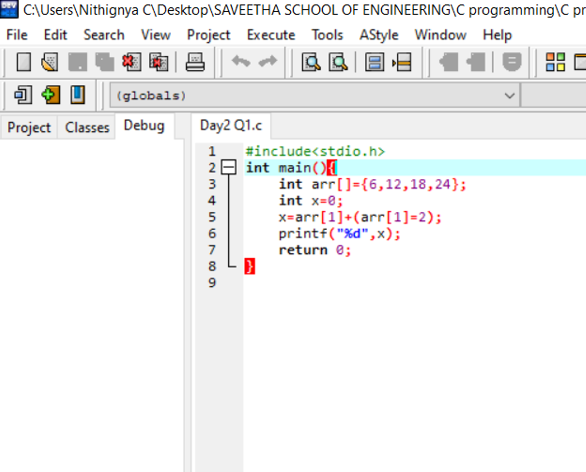 DEV C:\Users\Nithignya C\Desktop\SAVEETHA SCHOOL OF ENGINEERING\C programming\C pr
File Edit Search View Project Execute Tools AStyle Window Help
(globals)
Project Classes Debug Day2 Q1.c
1 #include<stdio.h>
2 int main(){
3 int arr[]={6,12,18,24};
4 int x=0;
5 x=arr[1]+(arr[1]=2);
6 printf("%d",x);
7 return 0;
8 }
9